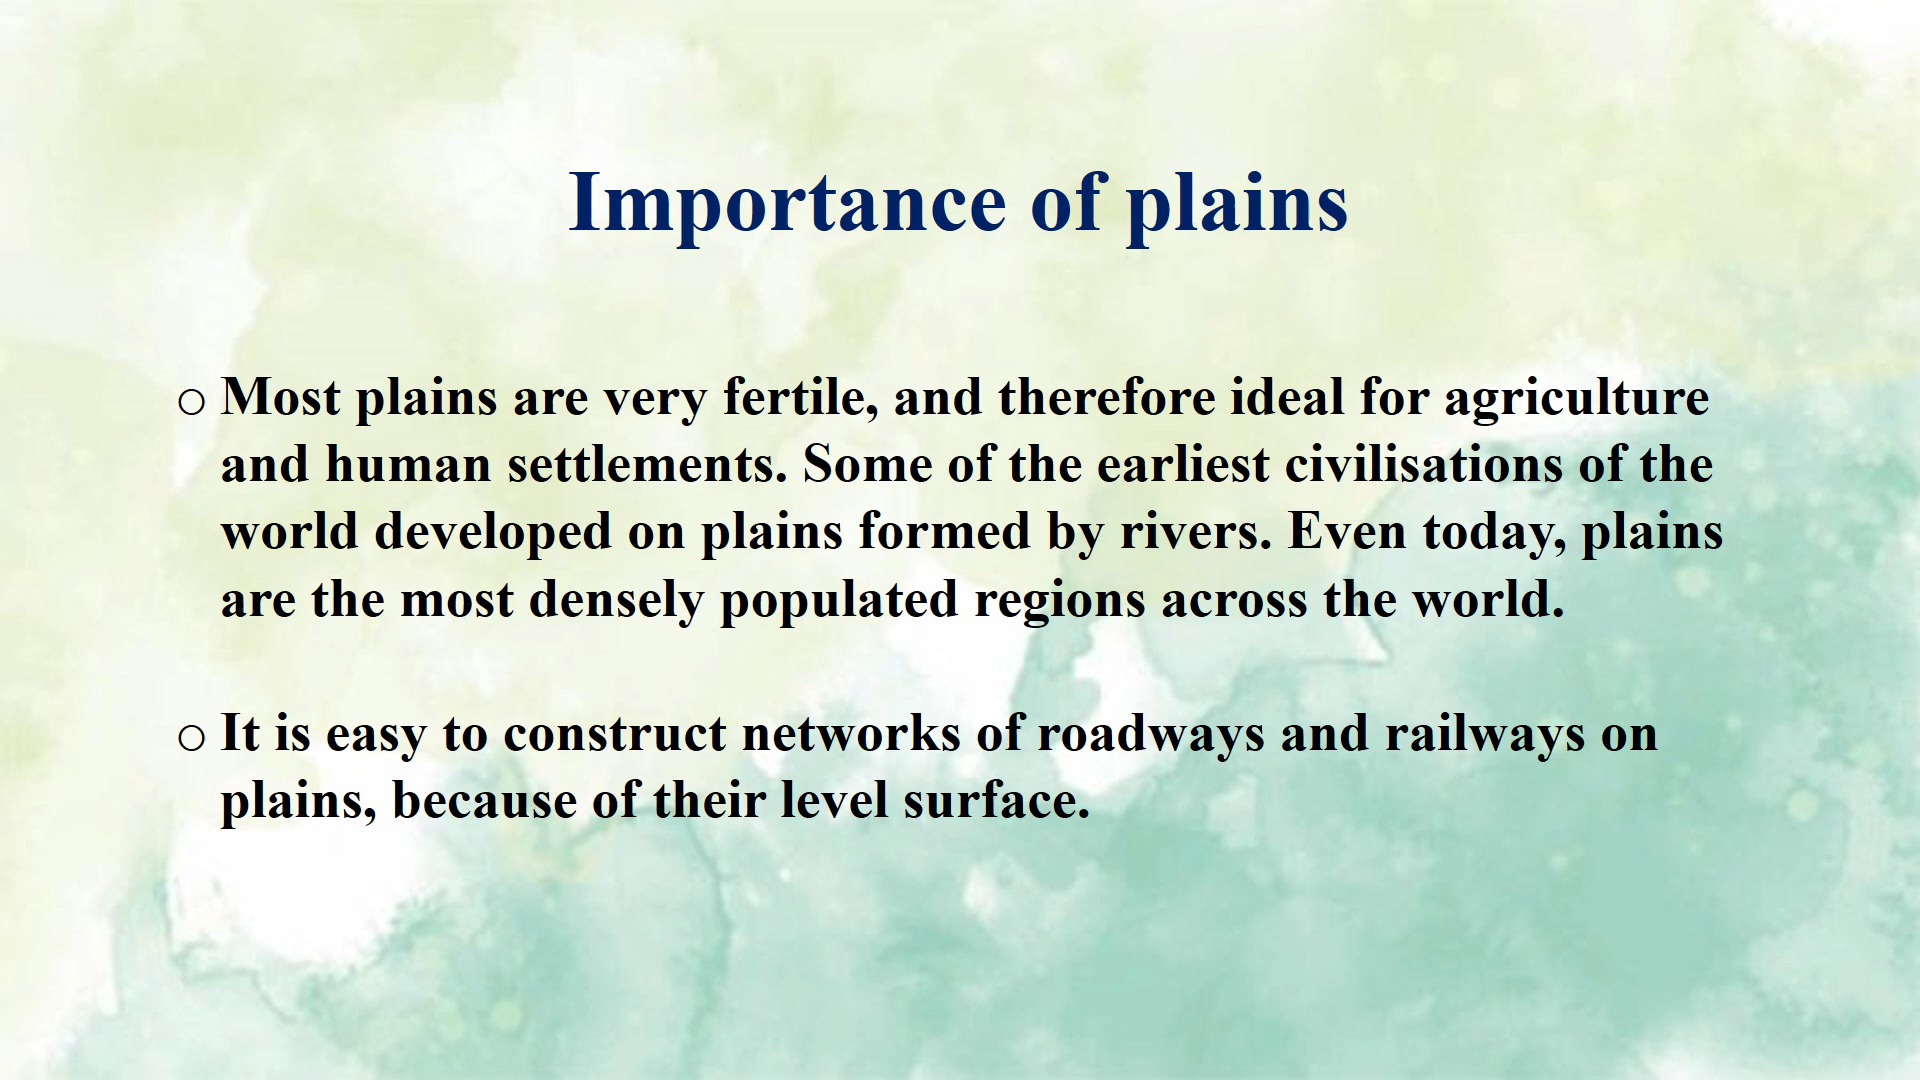 Importance of plains
○ Most plains are very fertile, and therefore ideal for agriculture
and human settlements. Some of the earliest civilisations of the
world developed on plains formed by rivers. Even today, plains
are the most densely populated regions across the world.
○ It is easy to construct networks of roadways and railways on
plains, because of their level surface.